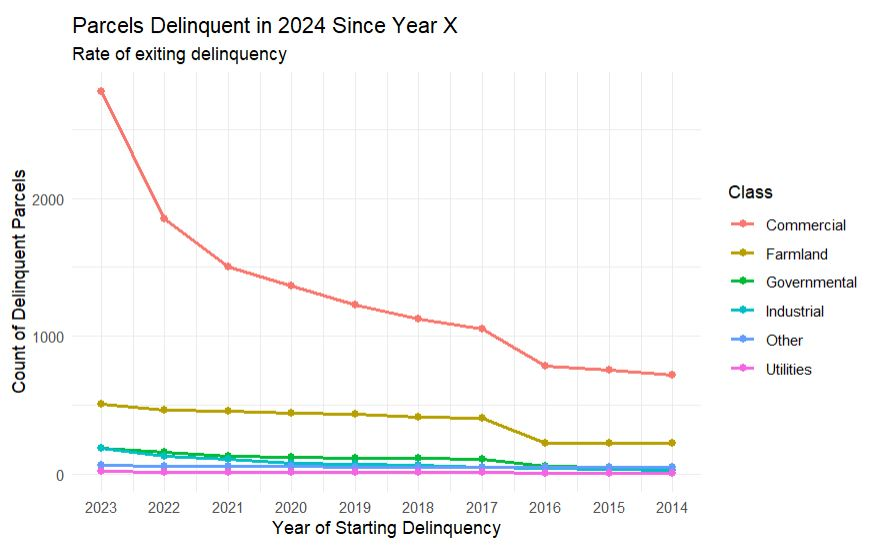 Parcels Delinquent in 2024 Since Year X
Rate of exiting delinquency
Count of Delinquent Parcels
2000
1000
0
2023 2022 2021 2020 2019 2018 2017 2016 2015 2014
Year of Starting Delinquency
Class
Commercial
Farmland
Governmental
Industrial
Other
Utilities